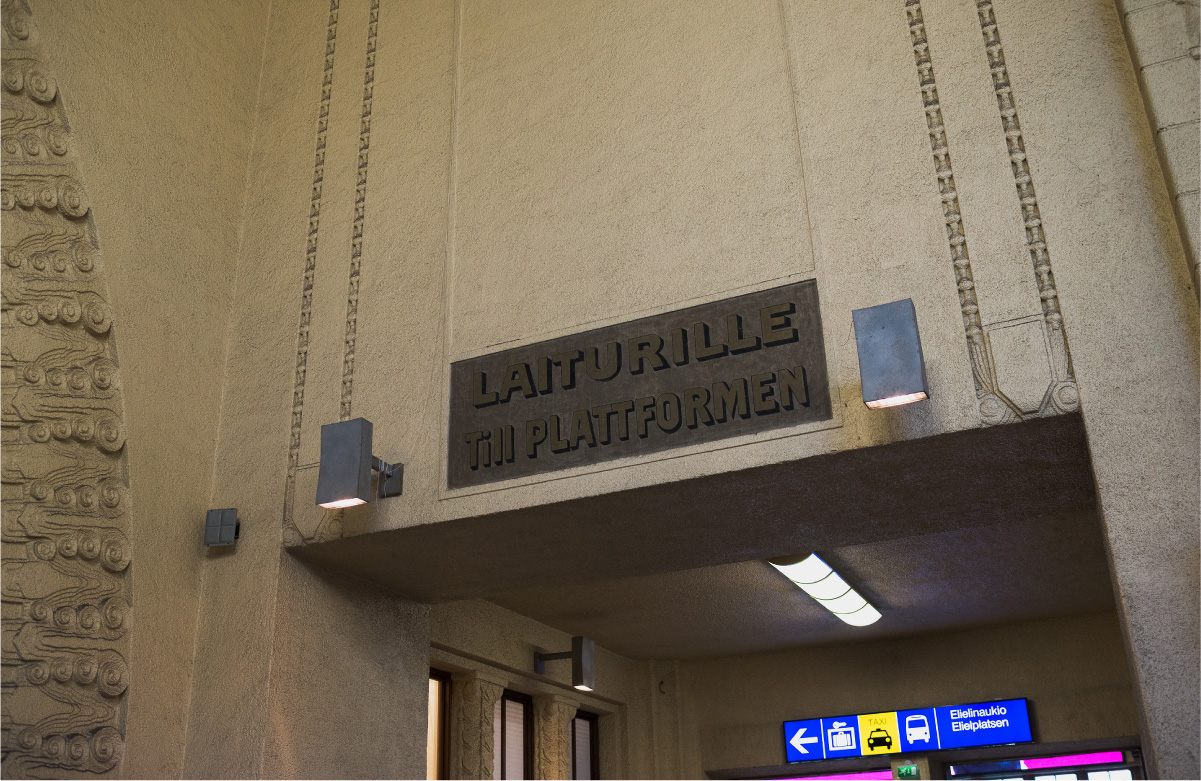 LAITURILLE
Till PLATTFORMEN
TAXI
Elielinaukio
Elielplatsen